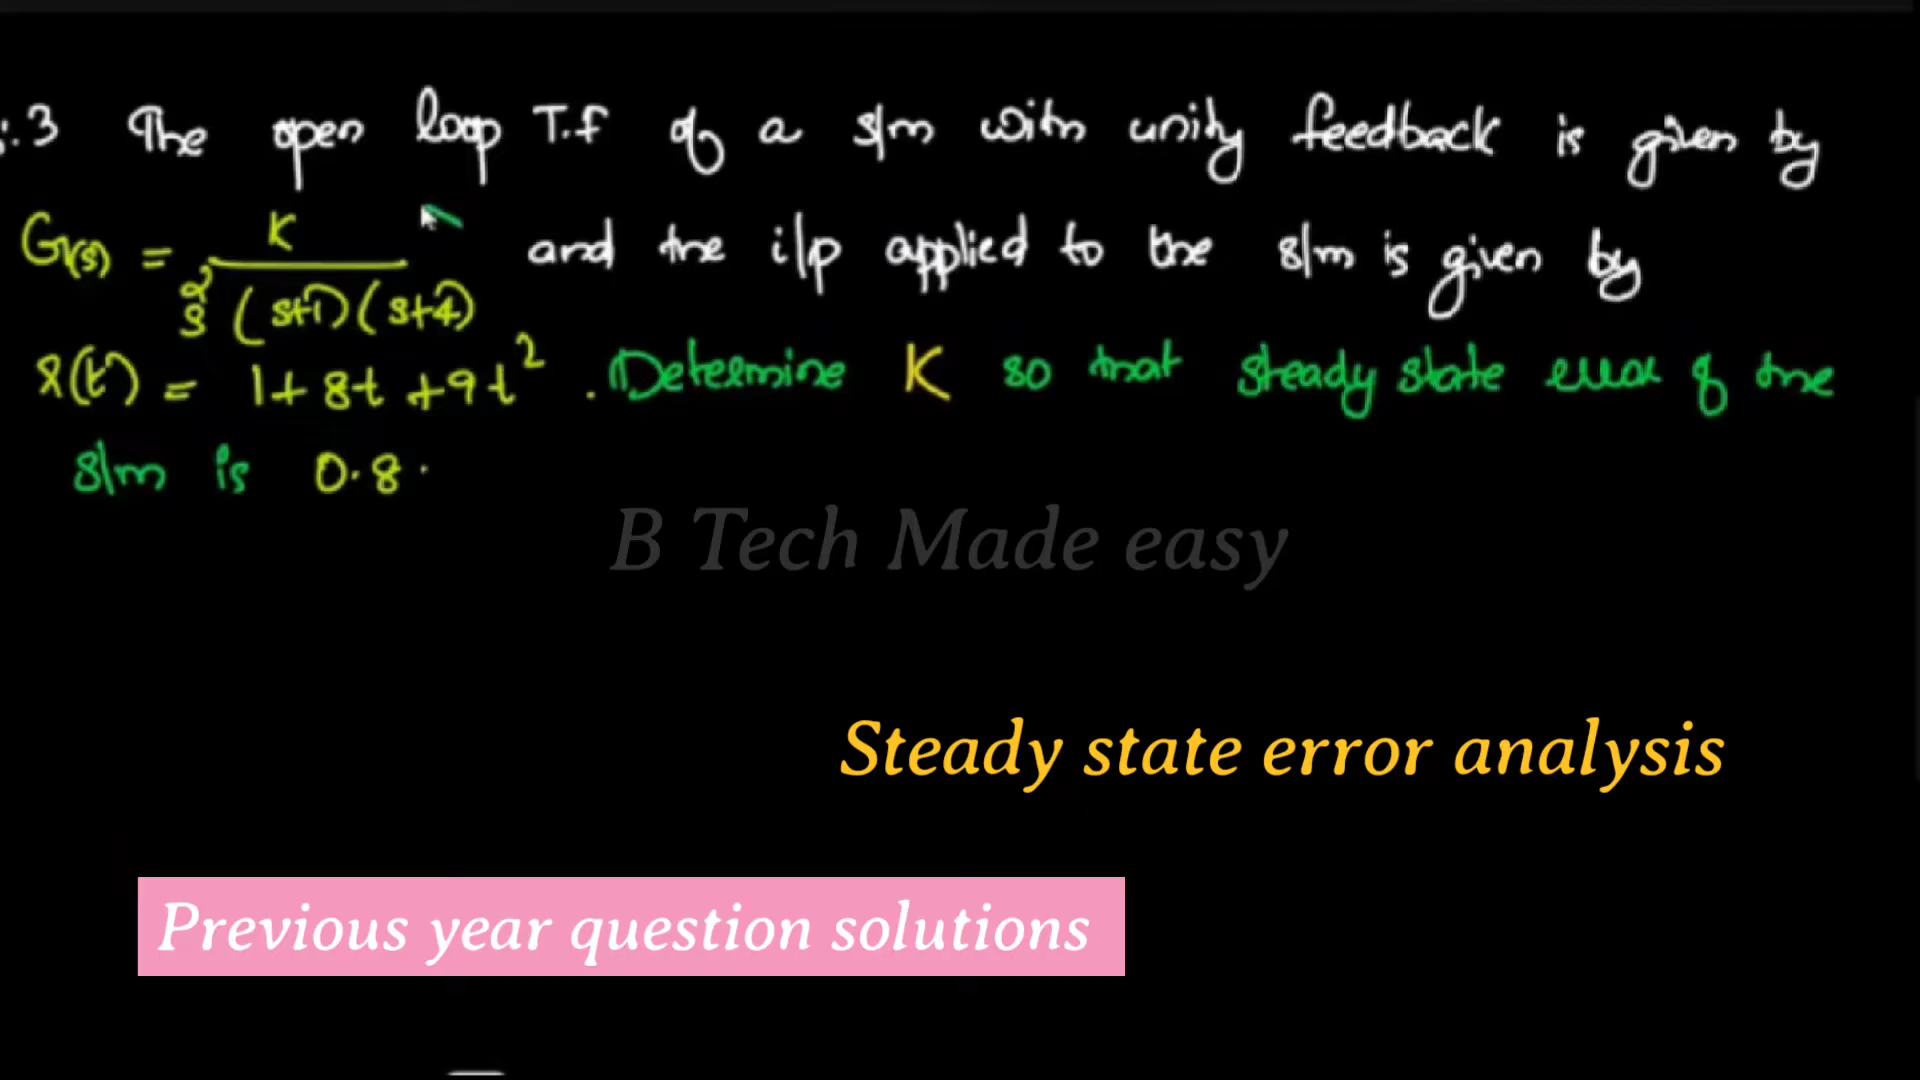 :.3 The open loop T.f of a s/m with unity feedback is given by
G(s) = K / s² (s+1)(s+4) and the i/p applied to the s/m is given by
r(t) = 1+8t+9t². Determine K so that steady state error of the
s/m is 0.8.
B Tech Made easy
Steady state error analysis
Previous year question solutions